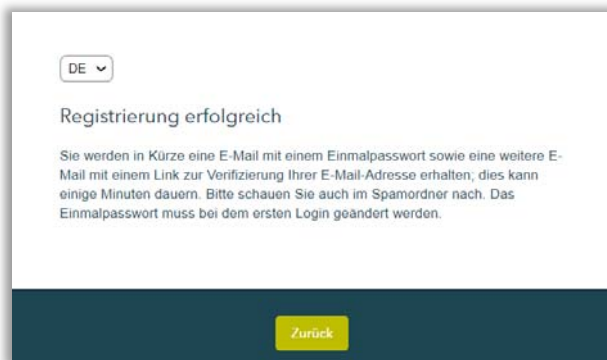 DE
Registrierung erfolgreich
Sie werden in Kürze eine E-Mail mit einem Einmalpasswort sowie eine weitere E-
Mail mit einem Link zur Verifizierung Ihrer E-Mail-Adresse erhalten; dies kann
einige Minuten dauern. Bitte schauen Sie auch im Spamordner nach. Das
Einmalpasswort muss bei dem ersten Login geändert werden.
Zurück